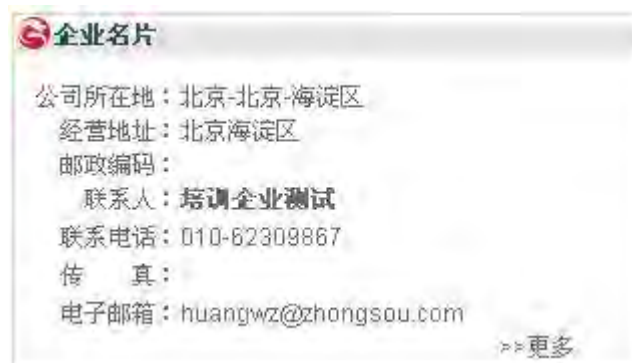 企业名片
公司所在地：北京-北京-海淀区
经营地址：北京海淀区
邮政编码：
联系人：培训企业测试
联系电话：010-62309867
传　真：
电子邮箱：huangwz@zhongsou.com
>>更多